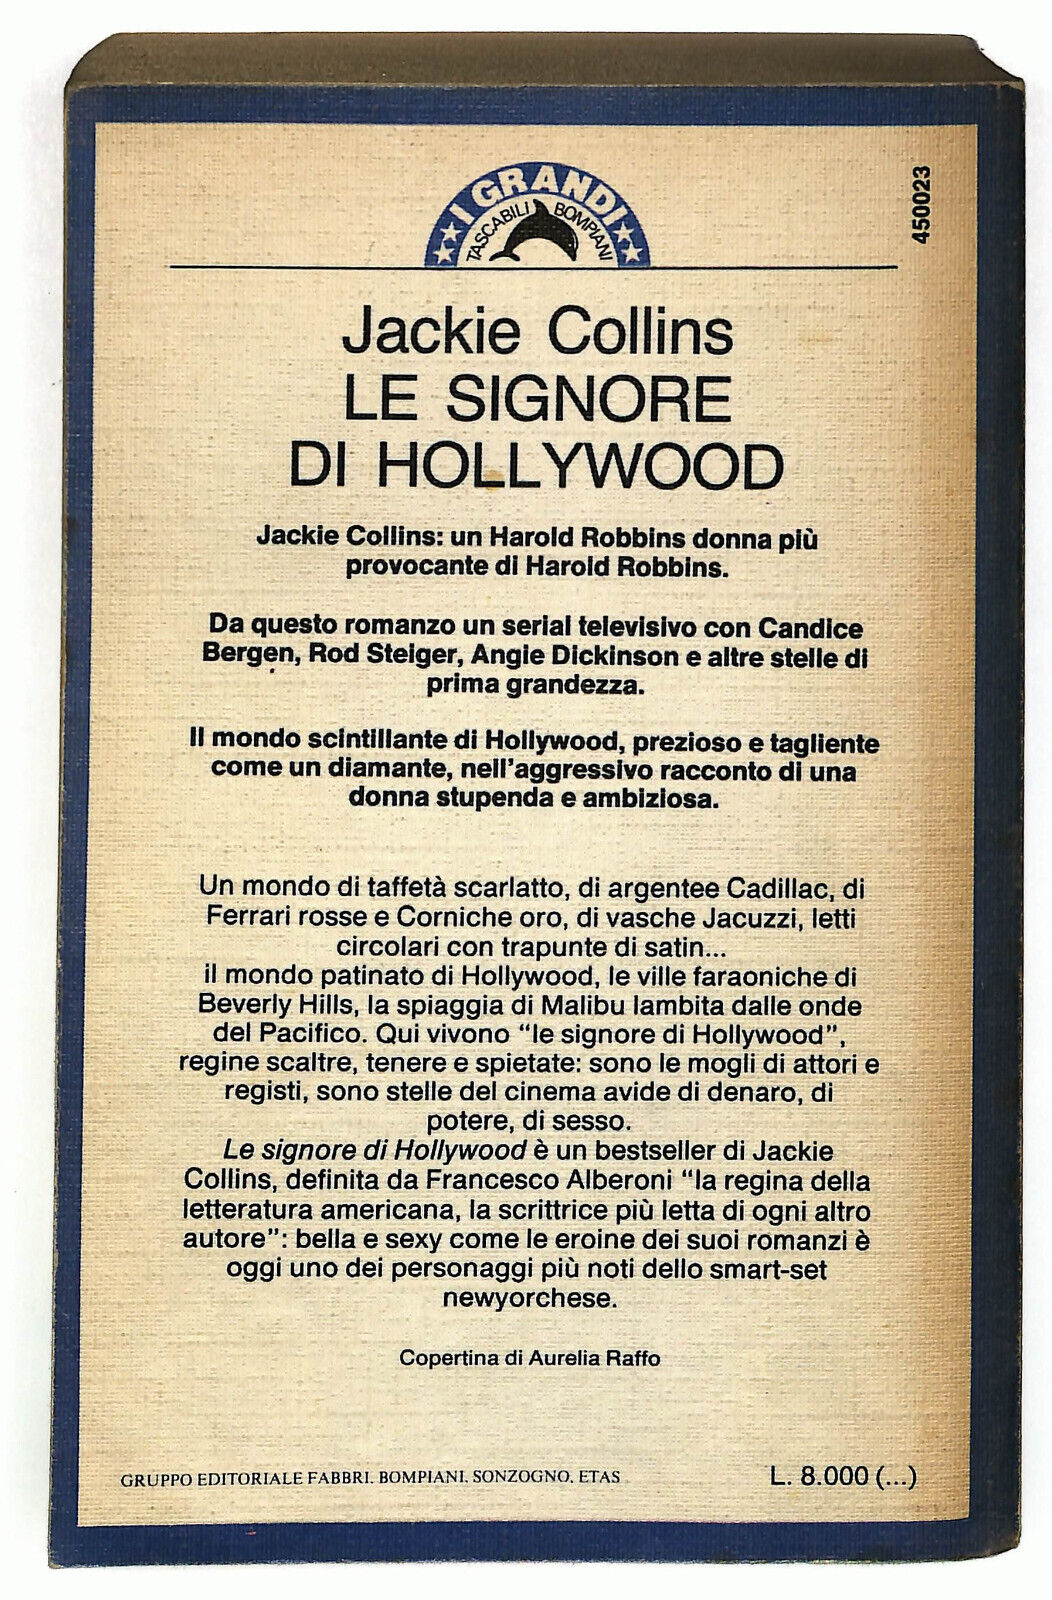 I GRANDI
TASCABILI BOMPIANI
450023
Jackie Collins
LE SIGNORE
DI HOLLYWOOD
Jackie Collins: un Harold Robbins donna più
provocante di Harold Robbins.
Da questo romanzo un serial televisivo con Candice
Bergen, Rod Steiger, Angie Dickinson e altre stelle di
prima grandezza.
Il mondo scintillante di Hollywood, prezioso e tagliente
come un diamante, nell'aggressivo racconto di una
donna stupenda e ambiziosa.
Un mondo di taffetà scarlatto, di argentee Cadillac, di
Ferrari rosse e Corniche oro, di vasche Jacuzzi, letti
circolari con trapunte di satin...
il mondo patinato di Hollywood, le ville faraoniche di
Beverly Hills, la spiaggia di Malibu lambita dalle onde
del Pacifico. Qui vivono “le signore di Hollywood”,
regine scaltre, tenere e spietate: sono le mogli di attori e
registi, sono stelle del cinema avide di denaro, di
potere, di sesso.
Le signore di Hollywood è un bestseller di Jackie
Collins, definita da Francesco Alberoni “la regina della
letteratura americana, la scrittrice più letta di ogni altro
autore”: bella e sexy come le eroine dei suoi romanzi è
oggi uno dei personaggi più noti dello smart-set
newyorchese.
Copertina di Aurelia Raffo
GRUPPO EDITORIALE FABBRI, BOMPIANI, SONZOGNO, ETAS
L. 8.000 (...)